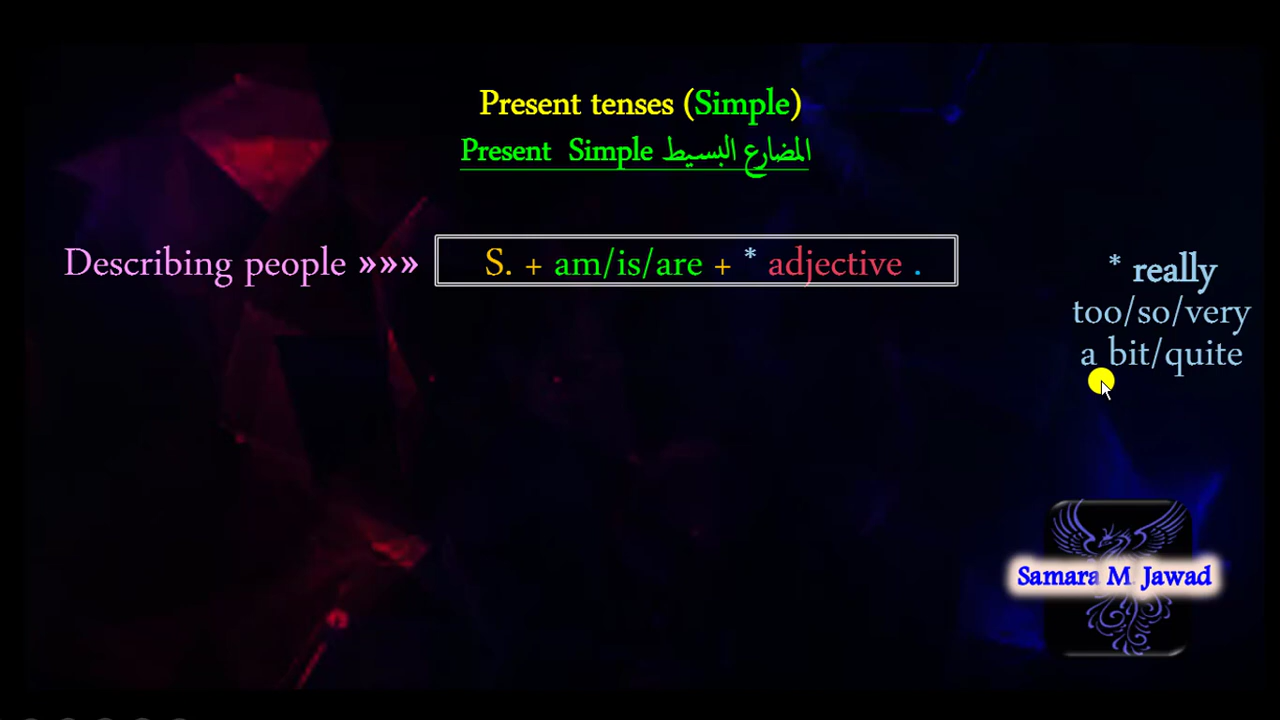 Present tenses (Simple)
Present Simple المضارع البسيط
Describing people »»» S. + am/is/are + * adjective .
* really
too/so/very
a bit/quite
Samara M. Jawad